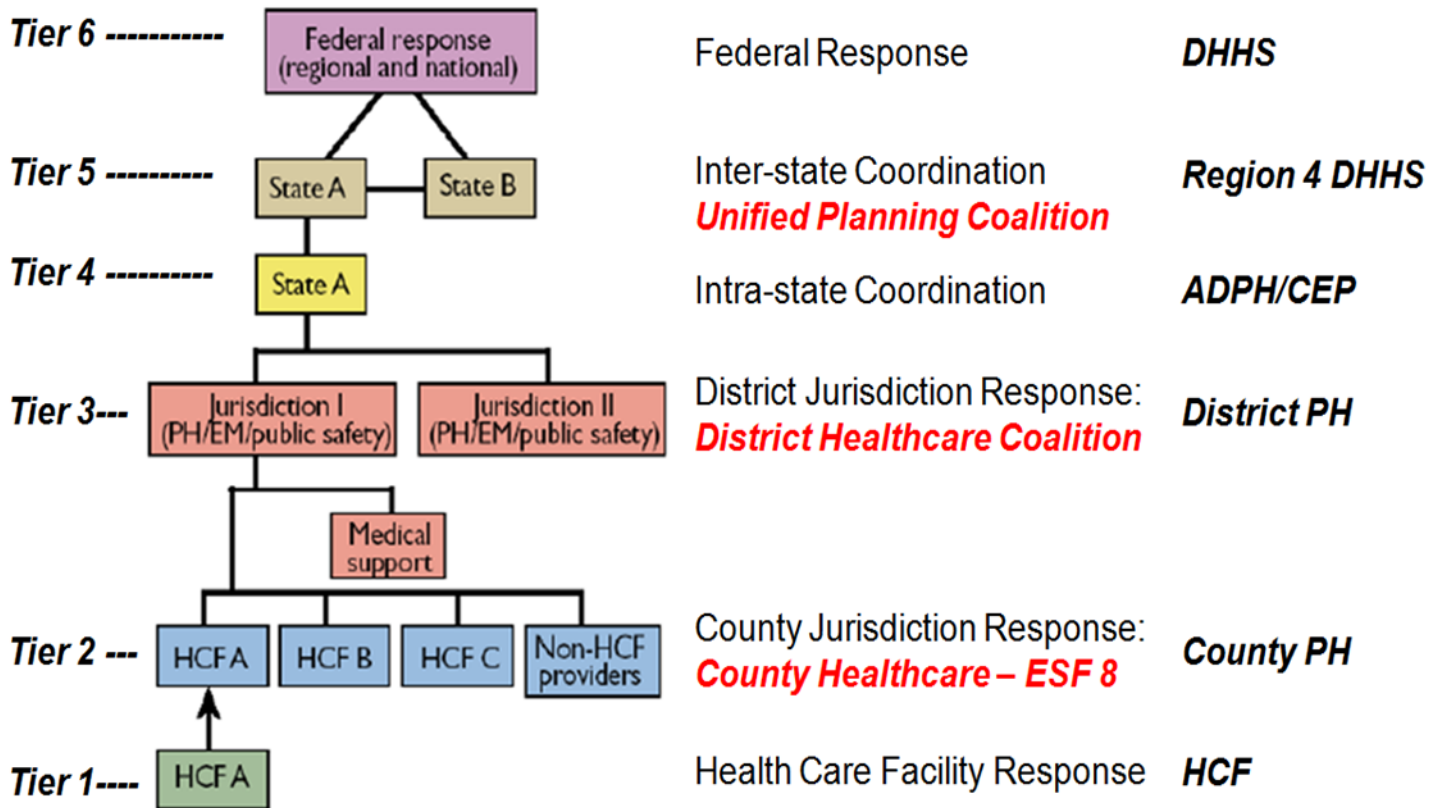 Tier 6 -----------
Federal response
(regional and national)
Federal Response
DHHS
Tier 5 ----------
State A
State B
Inter-state Coordination
Unified Planning Coalition
Region 4 DHHS
Tier 4 ----------
State A
Intra-state Coordination
ADPH/CEP
Tier 3---
Jurisdiction I
(PH/EM/public safety)
Jurisdiction II
(PH/EM/public safety)
District Jurisdiction Response:
District Healthcare Coalition
District PH
Medical
support
Tier 2 ---
HCF A
HCF B
HCF C
Non-HCF
providers
County Jurisdiction Response:
County Healthcare – ESF 8
County PH
Tier 1----
HCF A
Health Care Facility Response
HCF